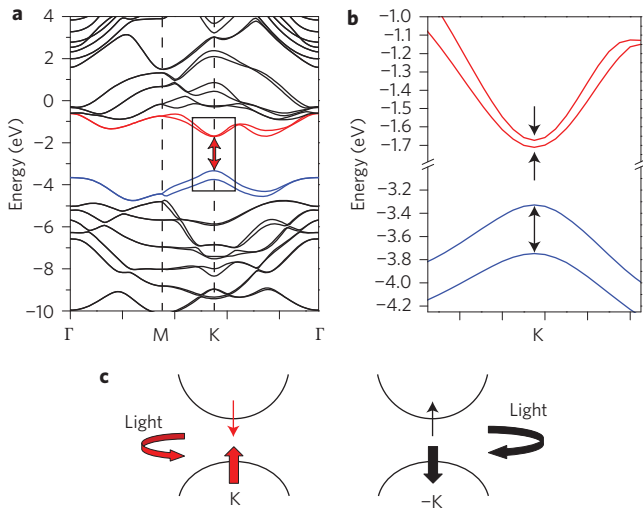 a
4
2
0
−2
−4
−6
−8
−10
Energy (eV)
Γ
M
K
Γ
b
−1.0
−1.1
−1.2
−1.3
−1.4
−1.5
−1.6
−1.7
−3.2
−3.4
−3.6
−3.8
−4.0
−4.2
Energy (eV)
K
c
Light
K
Light
−K